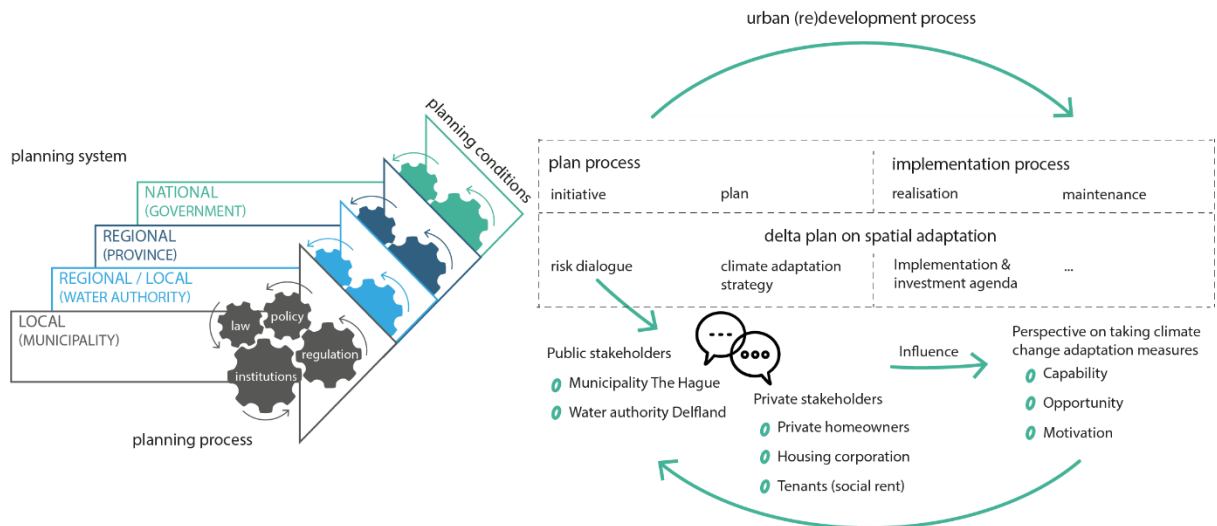 urban (re)development process
planning system
planning conditions
NATIONAL
(GOVERNMENT)
REGIONAL
(PROVINCE)
REGIONAL / LOCAL
(WATER AUTHORITY)
LOCAL
(MUNICIPALITY)
law
policy
regulation
institutions
planning process
plan process
implementation process
initiative
plan
realisation
maintenance
delta plan on spatial adaptation
risk dialogue
climate adaptation
strategy
Implementation &
investment agenda
...
Public stakeholders
Municipality The Hague
Water authority Delfland
Private stakeholders
Private homeowners
Housing corporation
Tenants (social rent)
Influence
Perspective on taking climate
change adaptation measures
Capability
Opportunity
Motivation